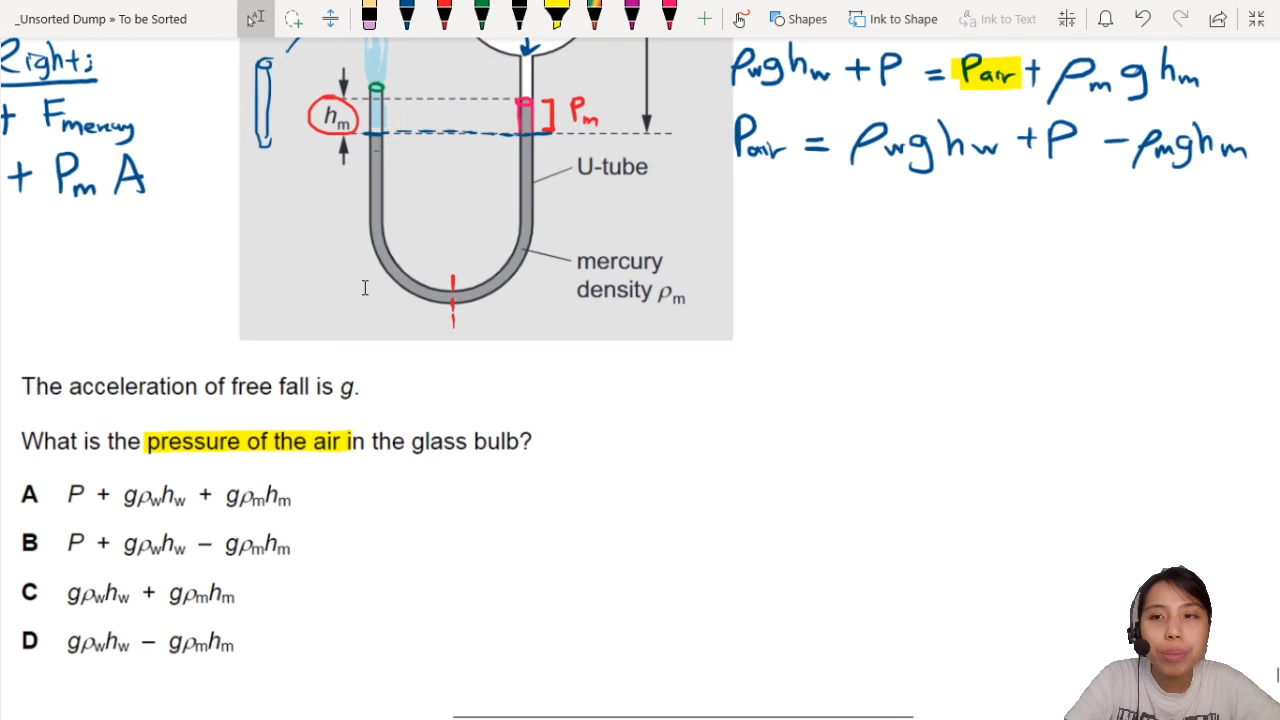 _Unsorted Dump » To be Sorted
Shapes
Ink to Shape
Ink to Text
Right:
+ Fmercury
+ Pm A
hm
Pm
U-tube
mercury
density ρm
ρwghw + P = Pair + ρm g hm
Pair = ρwghw + P - ρmghm
The acceleration of free fall is g.
What is the pressure of the air in the glass bulb?
A P + gρwhw + gρmhm
B P + gρwhw – gρmhm
C gρwhw + gρmhm
D gρwhw – gρmhm